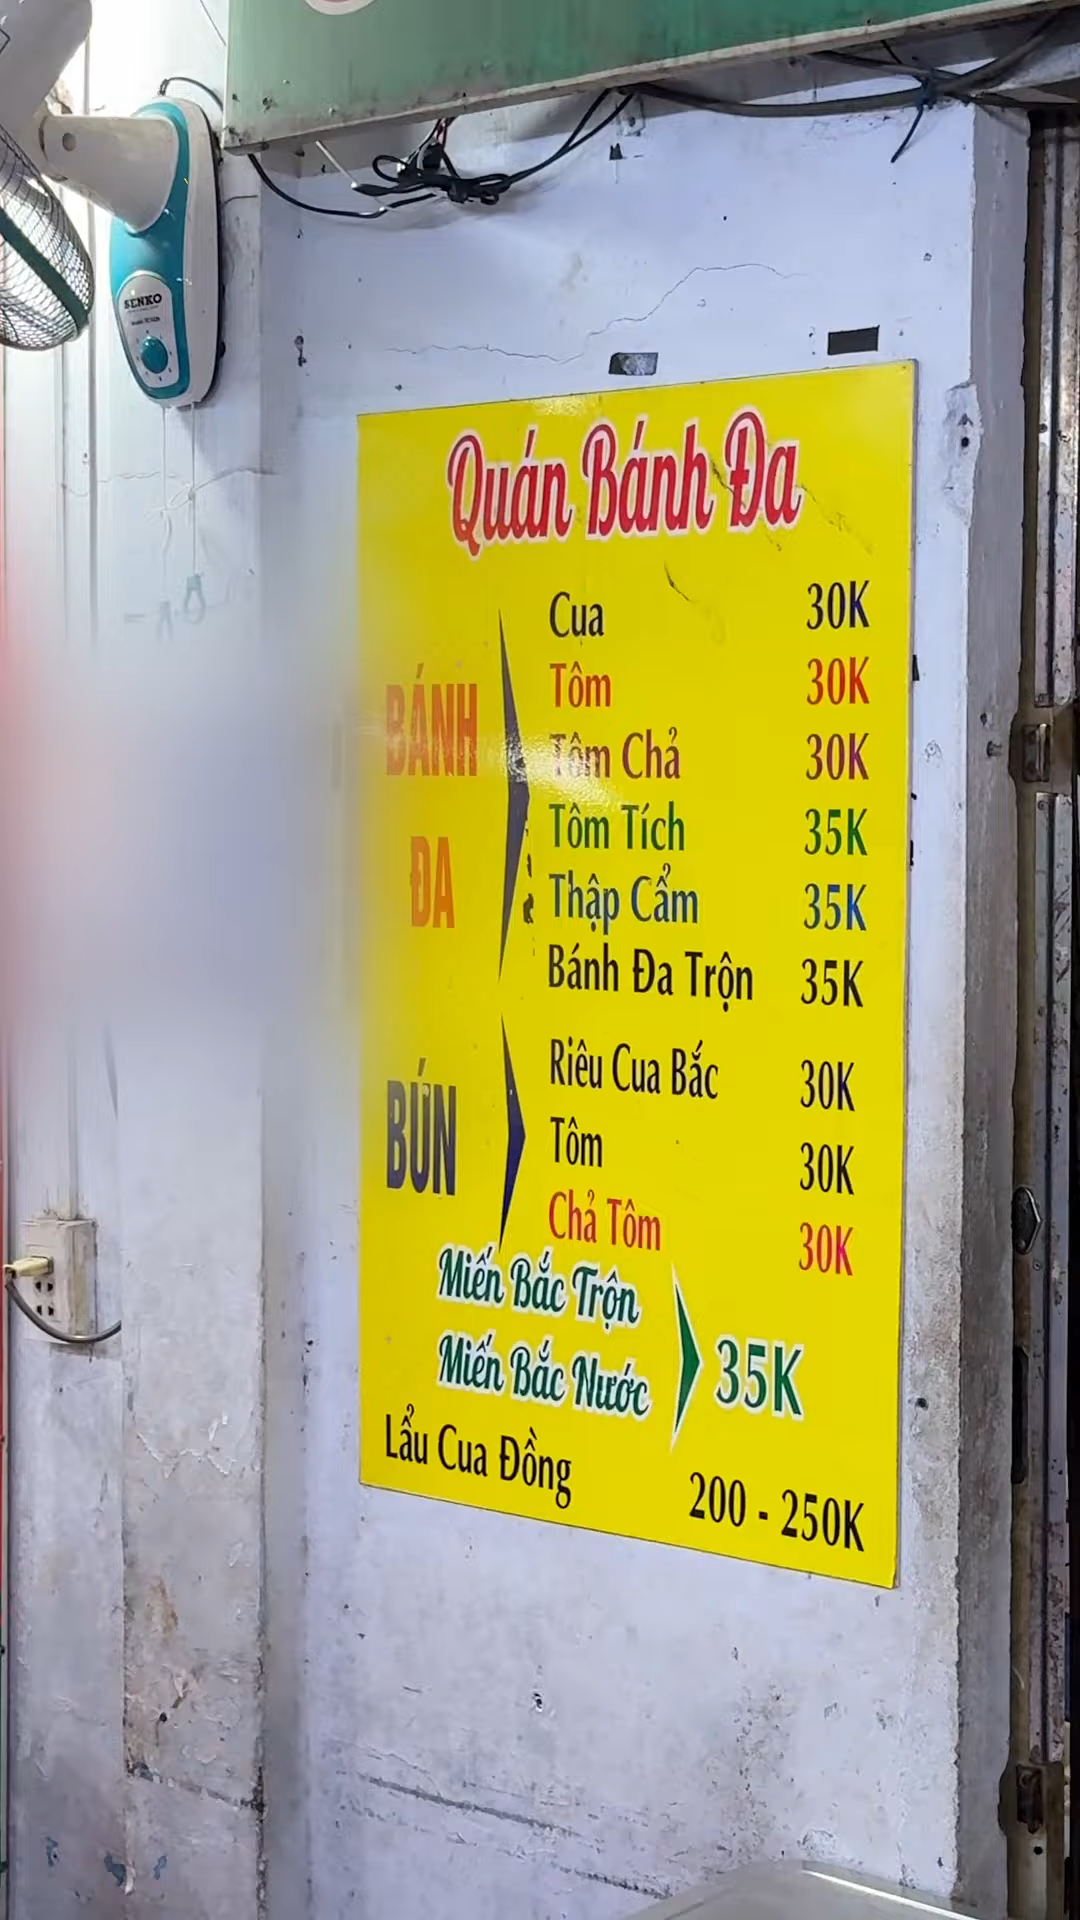 SENKO
Quán Bánh Đa
BÁNH
ĐA
Cua 30K
Tôm 30K
Tôm Chả 30K
Tôm Tích 35K
Thập Cẩm 35K
Bánh Đa Trộn 35K
BÚN
Riêu Cua Bắc 30K
Tôm 30K
Chả Tôm 30K
Miến Bắc Trộn
Miến Bắc Nước
35K
Lẩu Cua Đồng 200 - 250K